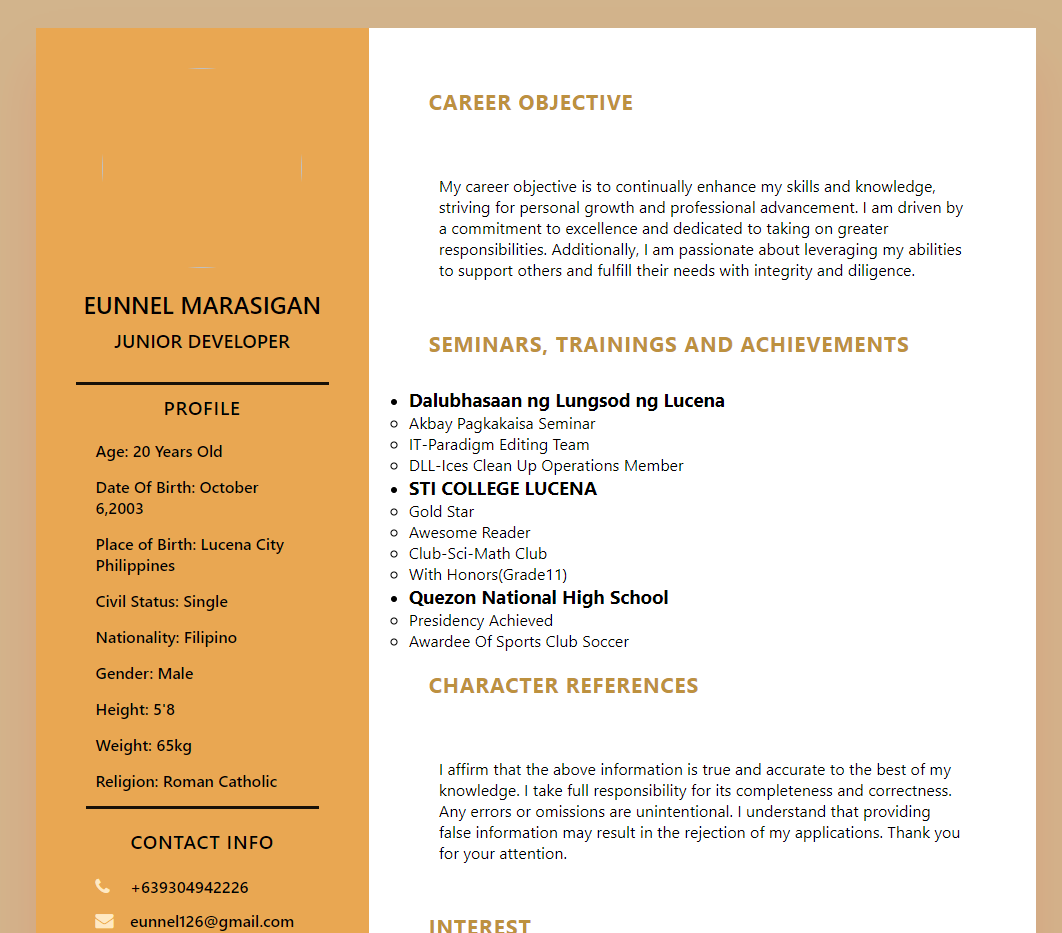 EUNNEL MARASIGAN
JUNIOR DEVELOPER
PROFILE
Age: 20 Years Old
Date Of Birth: October
6,2003
Place of Birth: Lucena City
Philippines
Civil Status: Single
Nationality: Filipino
Gender: Male
Height: 5'8
Weight: 65kg
Religion: Roman Catholic
CONTACT INFO
+639304942226
eunnel126@gmail.com
CAREER OBJECTIVE
My career objective is to continually enhance my skills and knowledge,
striving for personal growth and professional advancement. I am driven by
a commitment to excellence and dedicated to taking on greater
responsibilities. Additionally, I am passionate about leveraging my abilities
to support others and fulfill their needs with integrity and diligence.
SEMINARS, TRAININGS AND ACHIEVEMENTS
Dalubhasaan ng Lungsod ng Lucena
Akbay Pagkakaisa Seminar
IT-Paradigm Editing Team
DLL-Ices Clean Up Operations Member
STI COLLEGE LUCENA
Gold Star
Awesome Reader
Club-Sci-Math Club
With Honors(Grade11)
Quezon National High School
Presidency Achieved
Awardee Of Sports Club Soccer
CHARACTER REFERENCES
I affirm that the above information is true and accurate to the best of my
knowledge. I take full responsibility for its completeness and correctness.
Any errors or omissions are unintentional. I understand that providing
false information may result in the rejection of my applications. Thank you
for your attention.
INTEREST